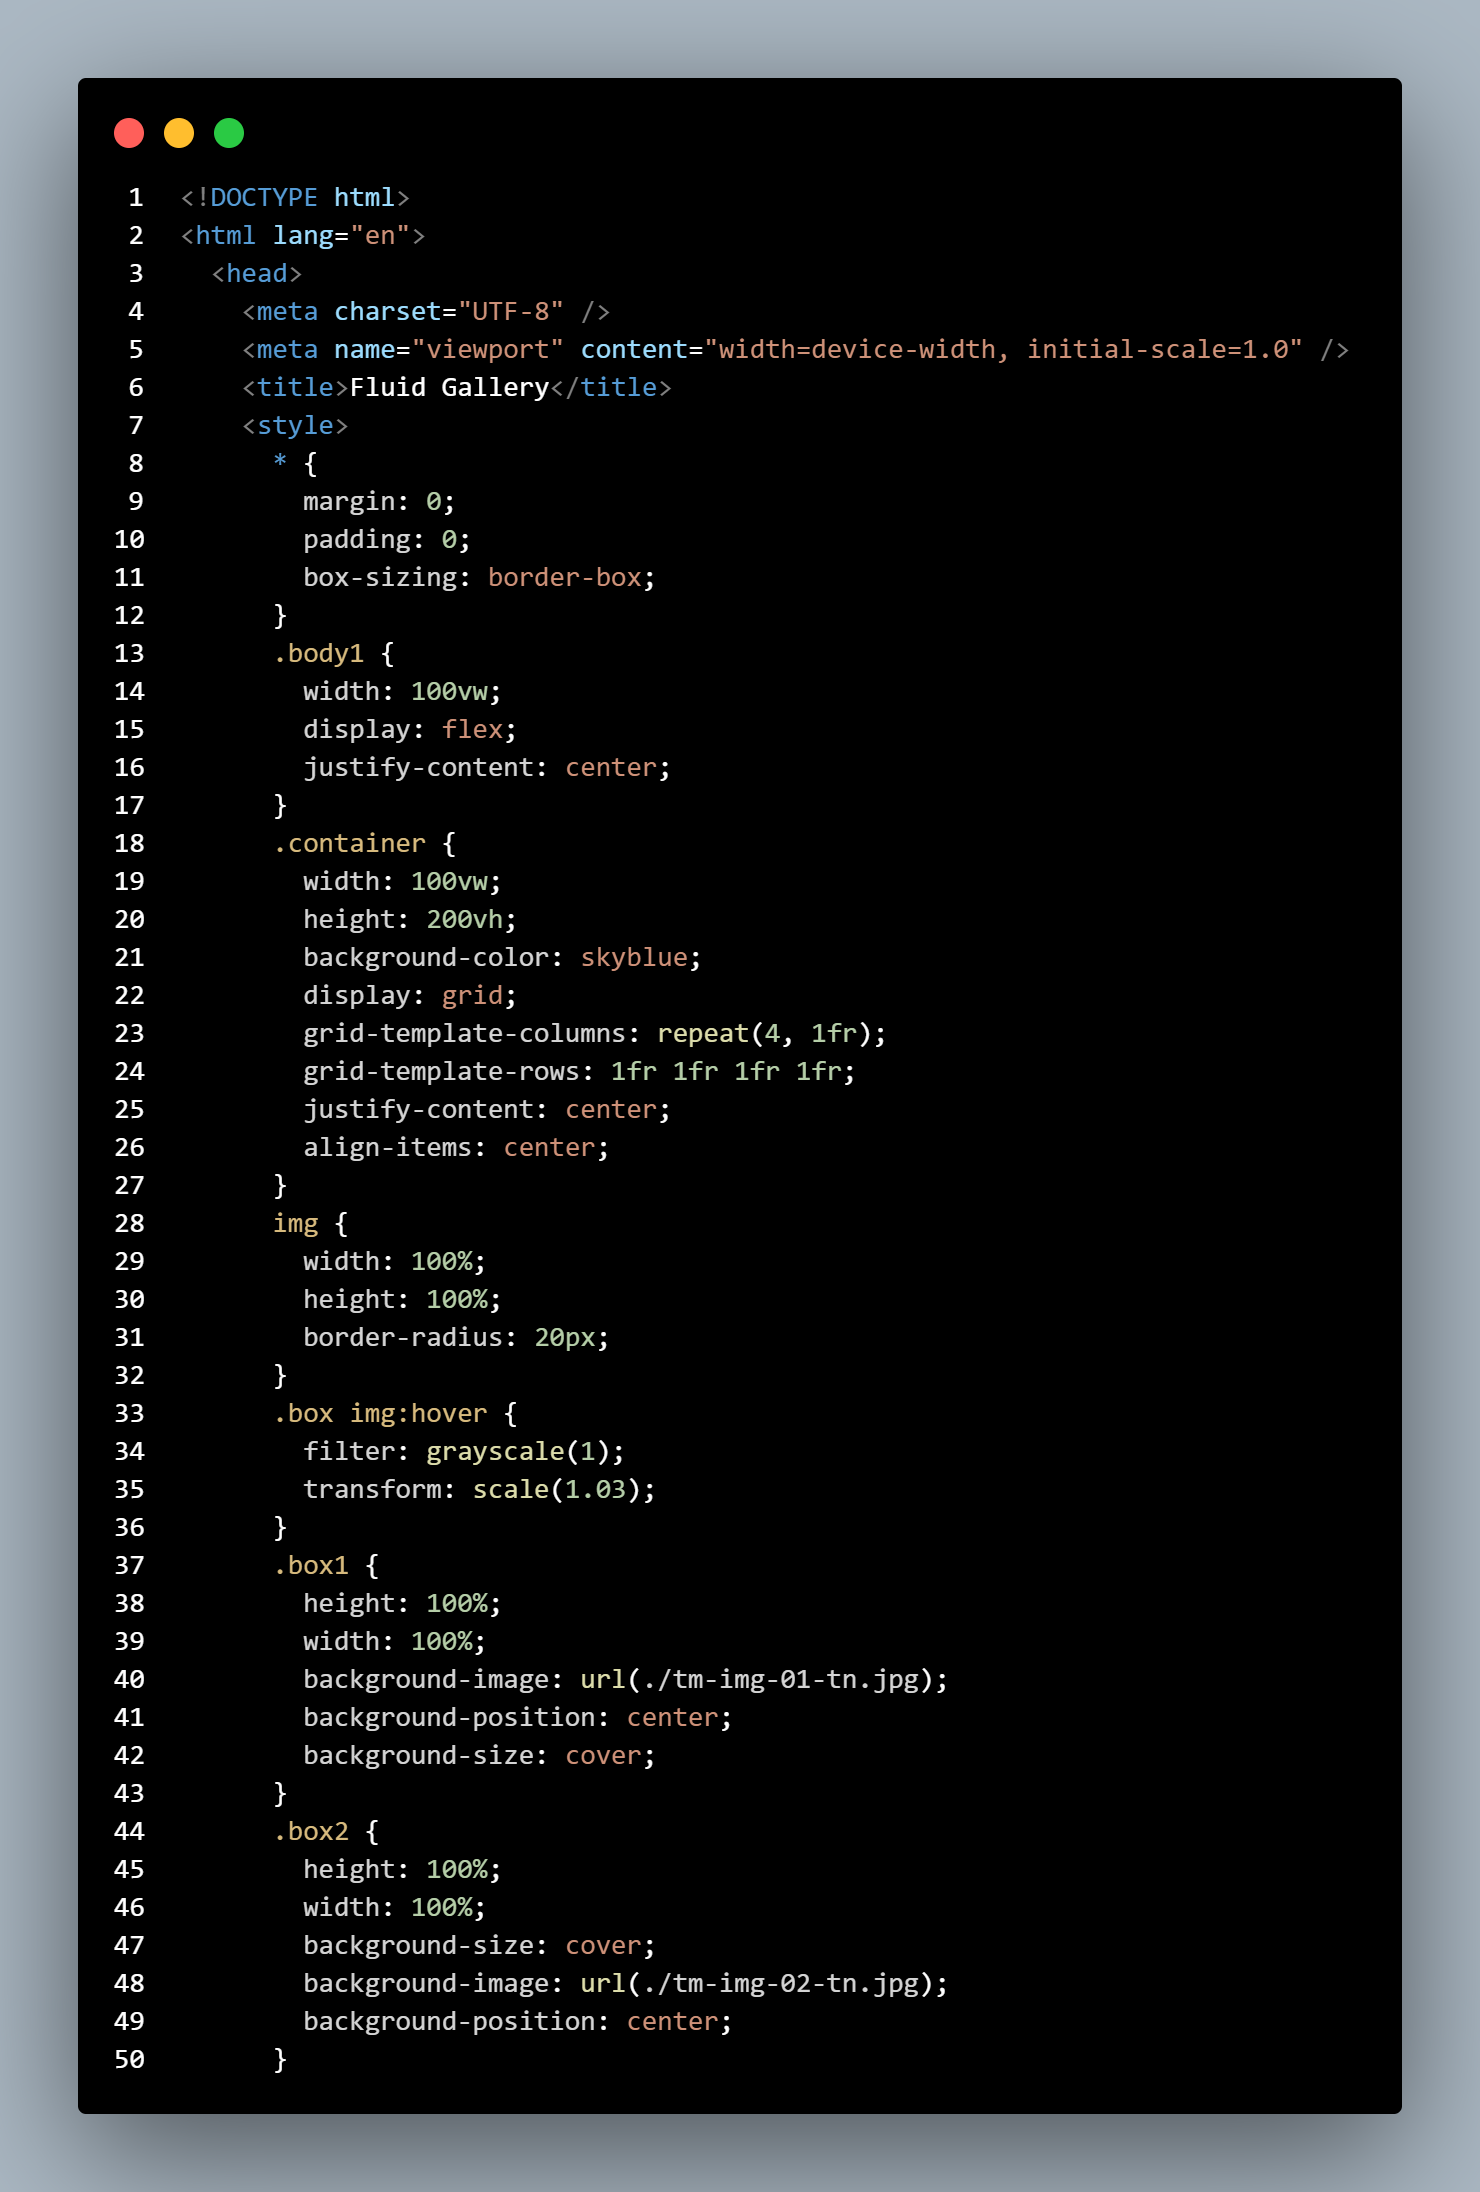 1 <!DOCTYPE html>
2 <html lang="en">
3   <head>
4     <meta charset="UTF-8" />
5     <meta name="viewport" content="width=device-width, initial-scale=1.0" />
6     <title>Fluid Gallery</title>
7     <style>
8       * {
9         margin: 0;
10         padding: 0;
11         box-sizing: border-box;
12       }
13       .body1 {
14         width: 100vw;
15         display: flex;
16         justify-content: center;
17       }
18       .container {
19         width: 100vw;
20         height: 200vh;
21         background-color: skyblue;
22         display: grid;
23         grid-template-columns: repeat(4, 1fr);
24         grid-template-rows: 1fr 1fr 1fr 1fr;
25         justify-content: center;
26         align-items: center;
27       }
28       img {
29         width: 100%;
30         height: 100%;
31         border-radius: 20px;
32       }
33       .box img:hover {
34         filter: grayscale(1);
35         transform: scale(1.03);
36       }
37       .box1 {
38         height: 100%;
39         width: 100%;
40         background-image: url(./tm-img-01-tn.jpg);
41         background-position: center;
42         background-size: cover;
43       }
44       .box2 {
45         height: 100%;
46         width: 100%;
47         background-size: cover;
48         background-image: url(./tm-img-02-tn.jpg);
49         background-position: center;
50       }